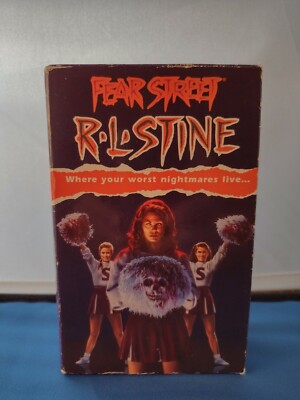 FEAR STREET
R•L•STINE
Where your worst nightmares live...
S
S